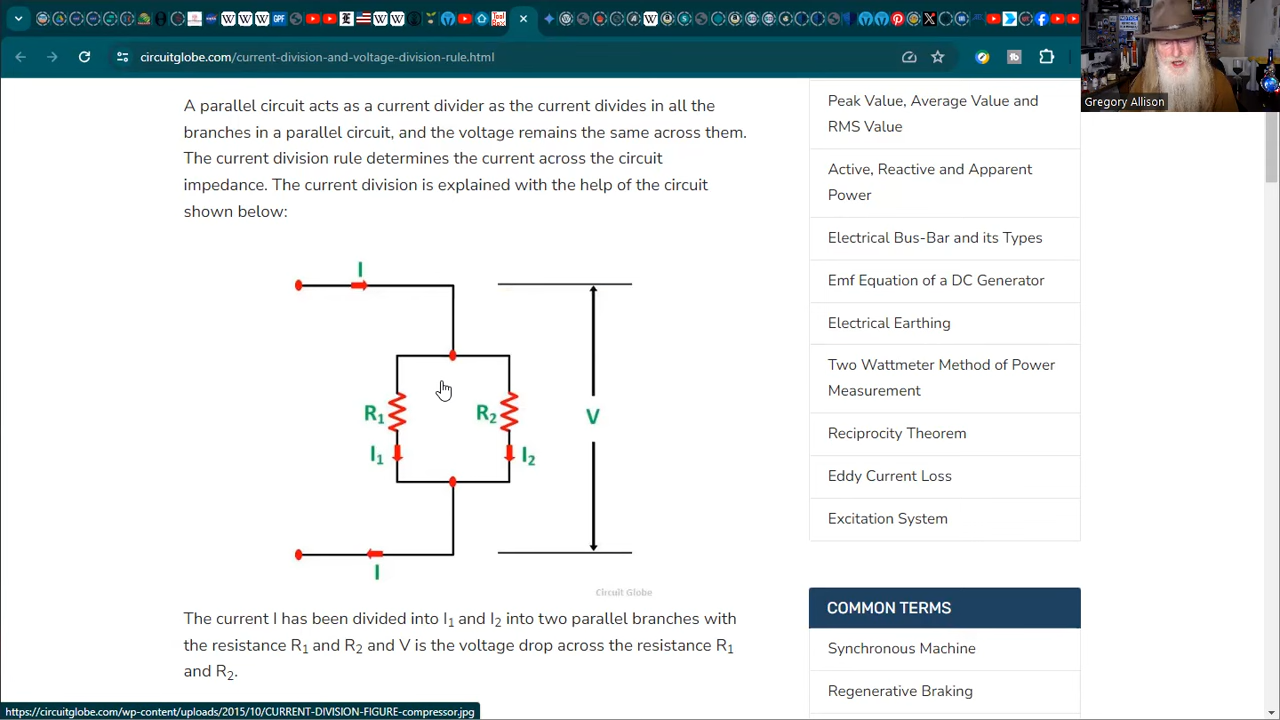 circuitglobe.com/current-division-and-voltage-division-rule.html
Gregory Allison
A parallel circuit acts as a current divider as the current divides in all the
branches in a parallel circuit, and the voltage remains the same across them.
The current division rule determines the current across the circuit
impedance. The current division is explained with the help of the circuit
shown below:
I
R1
R2
V
I1
I2
I
Circuit Globe
The current I has been divided into I1 and I2 into two parallel branches with
the resistance R1 and R2 and V is the voltage drop across the resistance R1
and R2.
Peak Value, Average Value and
RMS Value
Active, Reactive and Apparent
Power
Electrical Bus-Bar and its Types
Emf Equation of a DC Generator
Electrical Earthing
Two Wattmeter Method of Power
Measurement
Reciprocity Theorem
Eddy Current Loss
Excitation System
COMMON TERMS
Synchronous Machine
Regenerative Braking
https://circuitglobe.com/wp-content/uploads/2015/10/CURRENT-DIVISION-FIGURE-compressor.jpg